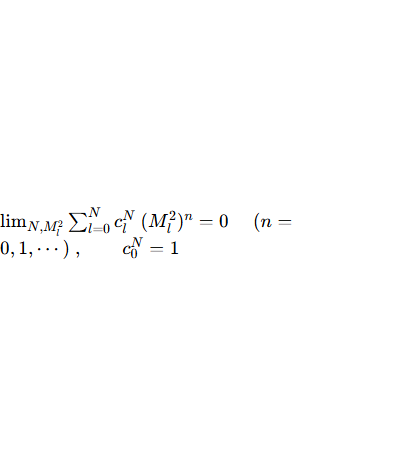 lim_{N,M_l^2} ∑_{l=0}^{N} c_l^N (M_l^2)^n = 0   (n =
0, 1, ⋯ ) ,   c_0^N = 1